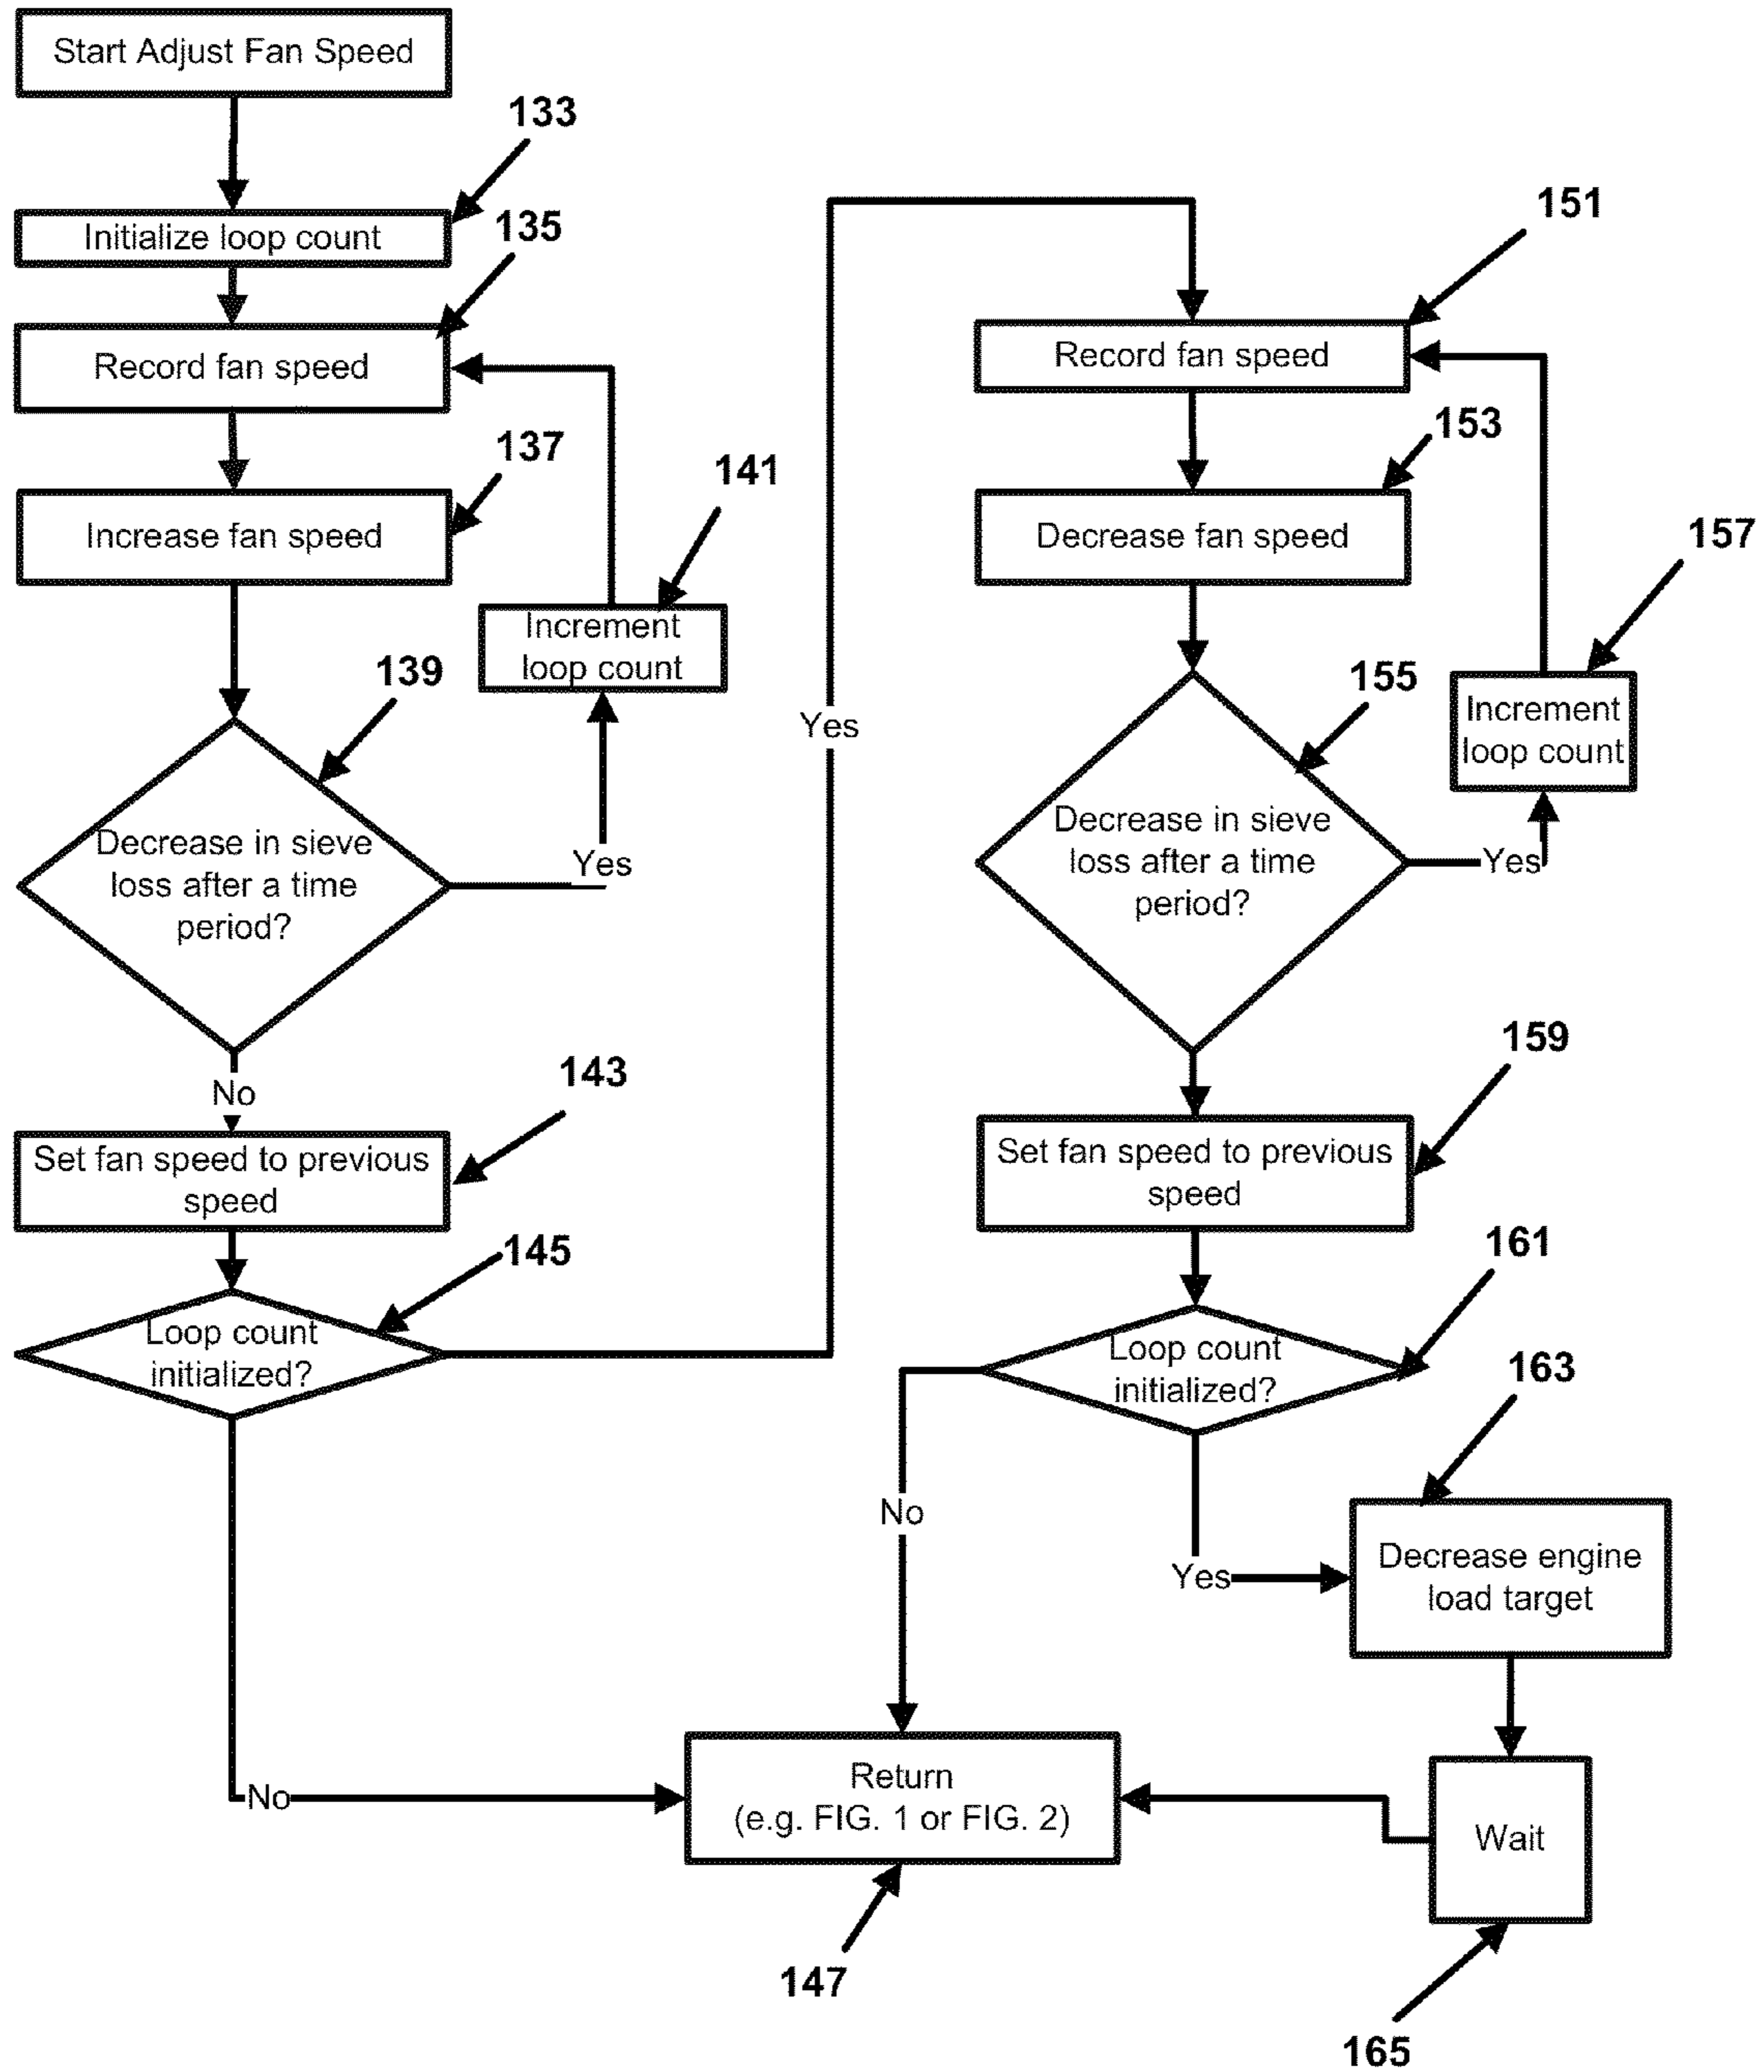 Start Adjust Fan Speed
133
Initialize loop count
135
Record fan speed
137
Increase fan speed
141
Increment
loop count
139
Decrease in sieve
loss after a time
period?
Yes
No
143
Set fan speed to previous
speed
145
Loop count
initialized?
Yes
No
151
Record fan speed
153
Decrease fan speed
157
Increment
loop count
155
Decrease in sieve
loss after a time
period?
Yes
159
Set fan speed to previous
speed
161
Loop count
initialized?
163
No
Yes
Decrease engine
load target
Return
(e.g. FIG. 1 or FIG. 2)
Wait
147
165